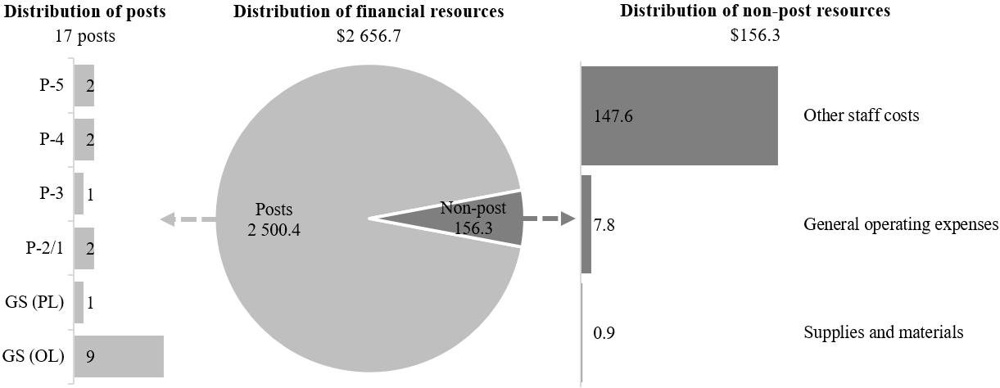 Distribution of posts
17 posts
P-5
2
P-4
2
P-3
1
P-2/1
2
GS (PL)
1
GS (OL)
9
Distribution of financial resources
$2 656.7
Posts
2 500.4
Non-post
156.3
Distribution of non-post resources
$156.3
147.6
Other staff costs
7.8
General operating expenses
0.9
Supplies and materials